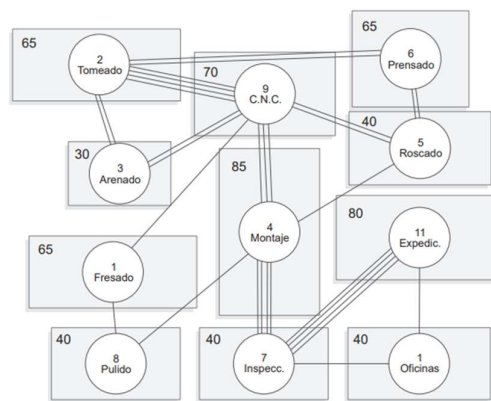 65
2
Torneado
65
6
Prensado
70
9
C.N.C.
40
5
Roscado
30
3
Arenado
85
4
Montaje
80
11
Expedic.
65
1
Fresado
40
8
Pulido
40
7
Inspecc.
40
1
Oficinas